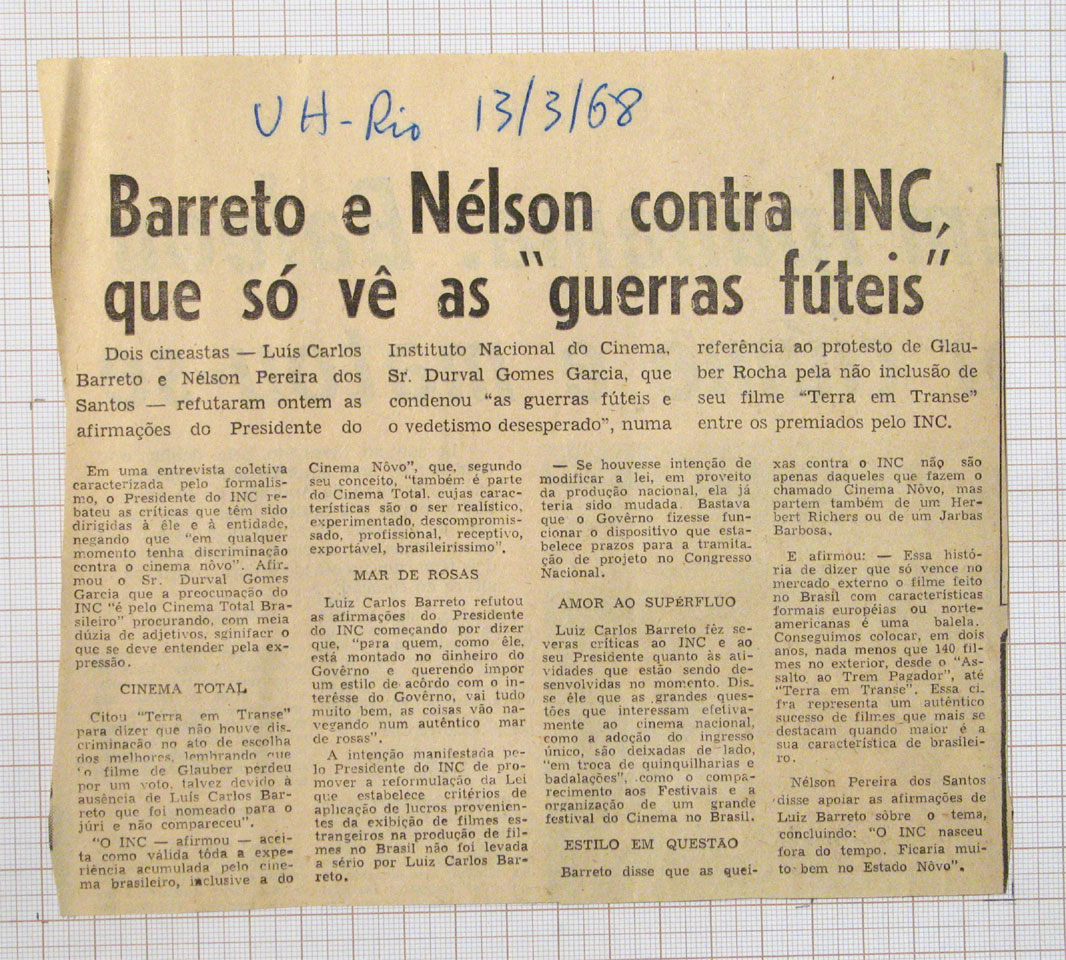 UH-Rio 13/3/68
Barreto e Nélson contra INC,
que só vê as "guerras fúteis"
Dois cineastas — Luís Carlos
Barreto e Nélson Pereira dos
Santos — refutaram ontem as
afirmações do Presidente do
Instituto Nacional do Cinema,
Sr. Durval Gomes Garcia, que
condenou "as guerras fúteis e
o vedetismo desesperado", numa
referência ao protesto de Glau-
ber Rocha pela não inclusão de
seu filme "Terra em Transe"
entre os premiados pelo INC.
Em uma entrevista coletiva
caracterizada pelo formalis-
mo, o Presidente do INC re-
bateu as críticas que têm sido
dirigidas à êle e à entidade,
negando que "em qualquer
momento tenha discriminação
contra o cinema nôvo". Afir-
mou o Sr. Durval Gomes
Garcia que a preocupação do
INC "é pelo Cinema Total Bra-
sileiro" procurando, com meia
dúzia de adjetivos, sginifacr o
que se deve entender pela ex-
pressão.
CINEMA TOTAL
Citou "Terra em Transe"
para dizer que não houve dis-
criminação no ato de escolha
dos melhores, lembrando que
"o filme de Glauber perdeu
por um voto, talvez devido à
ausência de Luís Carlos Bar-
reto que foi nomeado para o
júri e não compareceu".
"O INC — afirmou — acei-
ta como válida tôda a expe-
riência acumulada pelo cine-
ma brasileiro, inclusive a do
Cinema Nôvo", que, segundo
seu conceito, "também é parte
do Cinema Total, cujas carac-
terísticas são o ser realístico,
experimentado, descompromis-
sado, profissional, receptivo,
exportável, brasileiríssimo".
MAR DE ROSAS
Luiz Carlos Barreto refutou
as afirmações do Presidente
do INC começando por dizer
que, "para quem, como êle,
está montado no dinheiro do
Govêrno e querendo impor
um estilo de acôrdo com o in-
terêsse do Govêrno, vai tudo
muito bem, as coisas vão na-
vegando num autêntico mar
de rosas".
A intenção manifestada pe-
lo Presidente do INC de pro-
mover a reformulação da Lei
que estabelece critérios de
aplicação de lucros provenien-
tes da exibição de filmes es-
trangeiros na produção de fil-
mes no Brasil não foi levada
a sério por Luiz Carlos Bar-
reto.
— Se houvesse intenção de
modificar a lei, em proveito
da produção nacional, ela já
teria sido mudada. Bastava
que o Govêrno fizesse fun-
cionar o dispositivo que esta-
belece prazos para a tramita-
ção de projeto no Congresso
Nacional.
AMOR AO SUPÉRFLUO
Luiz Carlos Barreto fêz se-
veras críticas ao INC e ao
seu Presidente quanto às ati-
vidades que estão sendo de-
senvolvidas no momento. Dis-
se êle que as grandes ques-
tões que interessam efetiva-
mente ao cinema nacional,
como a adoção do ingresso
único, são deixadas de lado,
"em troca de quinquilharias e
badalações", como o compa-
recimento aos Festivais e a
organização de um grande
festival do Cinema no Brasil.
ESTILO EM QUESTÃO
Barreto disse que as quei-
xas contra o INC não são
apenas daqueles que fazem o
chamado Cinema Nôvo, mas
partem também de um Her-
bert Richers ou de um Jarbas
Barbosa.
E afirmou: — Essa histó-
ria de dizer que só vence no
mercado externo o filme feito
no Brasil com características
formais européias ou norte-
americanas é uma balela.
Conseguimos colocar, em dois
anos, nada menos que 140 fil-
mes no exterior, desde o "As-
salto ao Trem Pagador", até
"Terra em Transe". Essa ci-
fra representa um autêntico
sucesso de filmes que mais se
destacam quando maior é a
sua característica de brasilei-
ro.
Nélson Pereira dos Santos
disse apoiar as afirmações de
Luiz Barreto sôbre o tema,
concluindo: "O INC nasceu
fora do tempo. Ficaria mui-
to bem no Estado Nôvo".